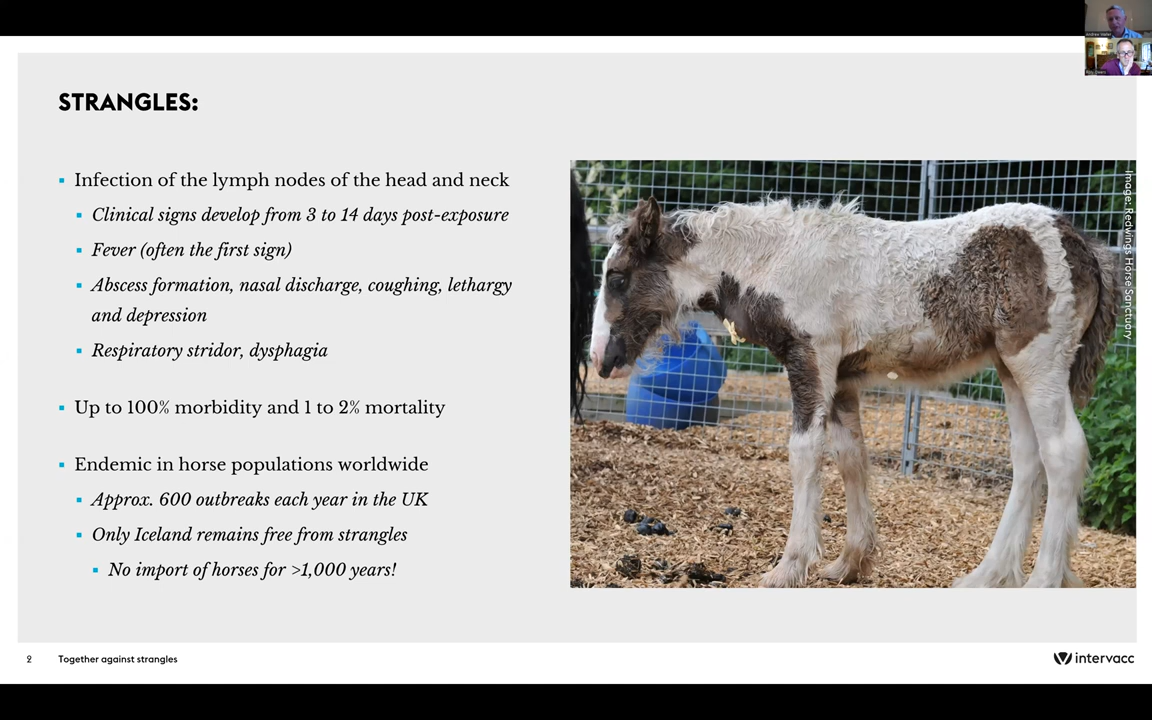 STRANGLES:
Infection of the lymph nodes of the head and neck
Clinical signs develop from 3 to 14 days post-exposure
Fever (often the first sign)
Abscess formation, nasal discharge, coughing, lethargy
and depression
Respiratory stridor, dysphagia
Up to 100% morbidity and 1 to 2% mortality
Endemic in horse populations worldwide
Approx. 600 outbreaks each year in the UK
Only Iceland remains free from strangles
No import of horses for >1,000 years!
Image: Redwings Horse Sanctuary
2 Together against strangles
intervacc